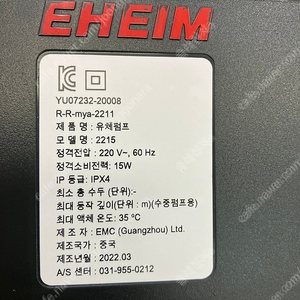 EHEIM
YU07232-20008
R-R-mya-2211
제 품 명 : 유체펌프
모 델 명 : 2215
정격전압 : 220 V~, 60 Hz
정격소비전력: 15W
IP 등급: IPX4
최소 총 수두 (단위:-)
최대 동작 깊이(단위 : m)(수중펌프용)
최대 액체 온도: 35 ℃
제 조 자 : EMC (Guangzhou) Ltd.
제조국가 : 중국
제조년월 : 2022.03
A/S 센터 : 031-955-0212